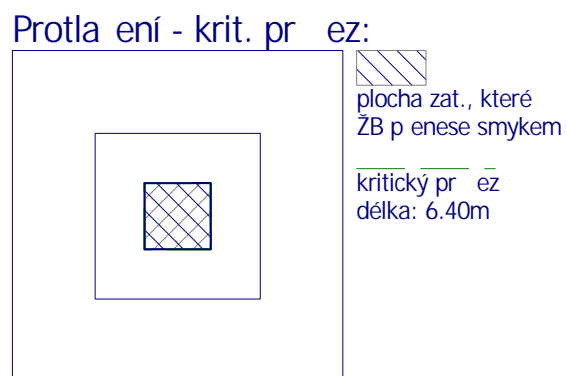 Protla ení - krit. pr ez:
plocha zat., které
ŽB p enese smykem
kritický pr ez
délka: 6.40m